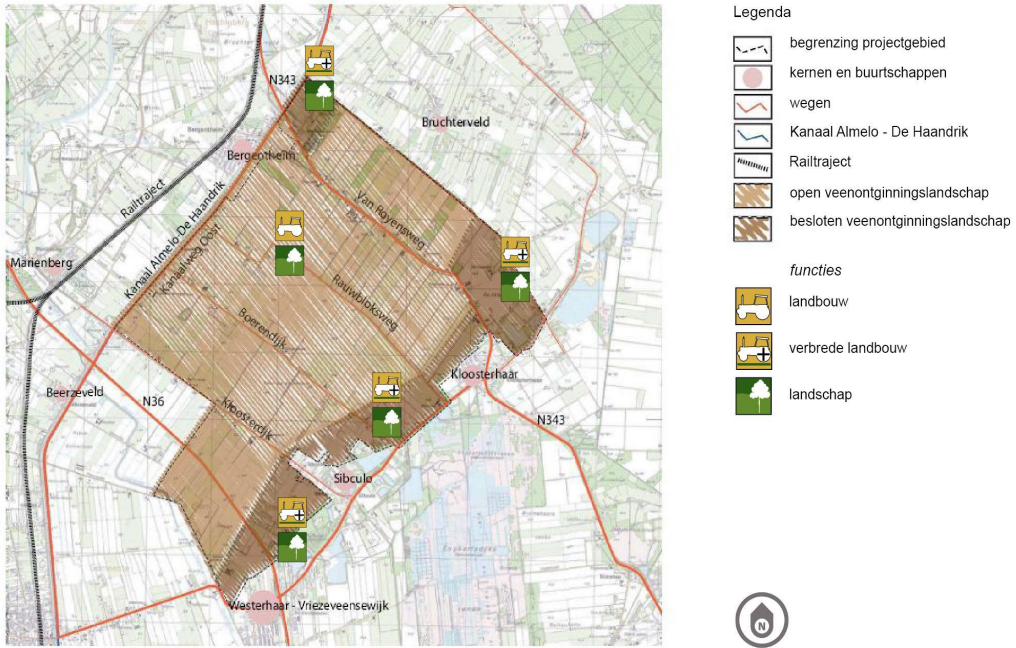 N343
Bruchterveld
Bergentheim
Railtraject
Kanaal Almelo-De Haandrik
Kanaalweg Oost
Van Royensweg
Marienberg
Rauwbloksweg
Boerendijk
Beerzeveld
N36
Kloosterdijk
Kloosterhaar
N343
Sibculo
Westerhaar - Vriezeveensewijk
Legenda
begrenzing projectgebied
kernen en buurtschappen
wegen
Kanaal Almelo - De Haandrik
Railtraject
open veenontginningslandschap
besloten veenontginningslandschap
functies
landbouw
verbrede landbouw
landschap
N